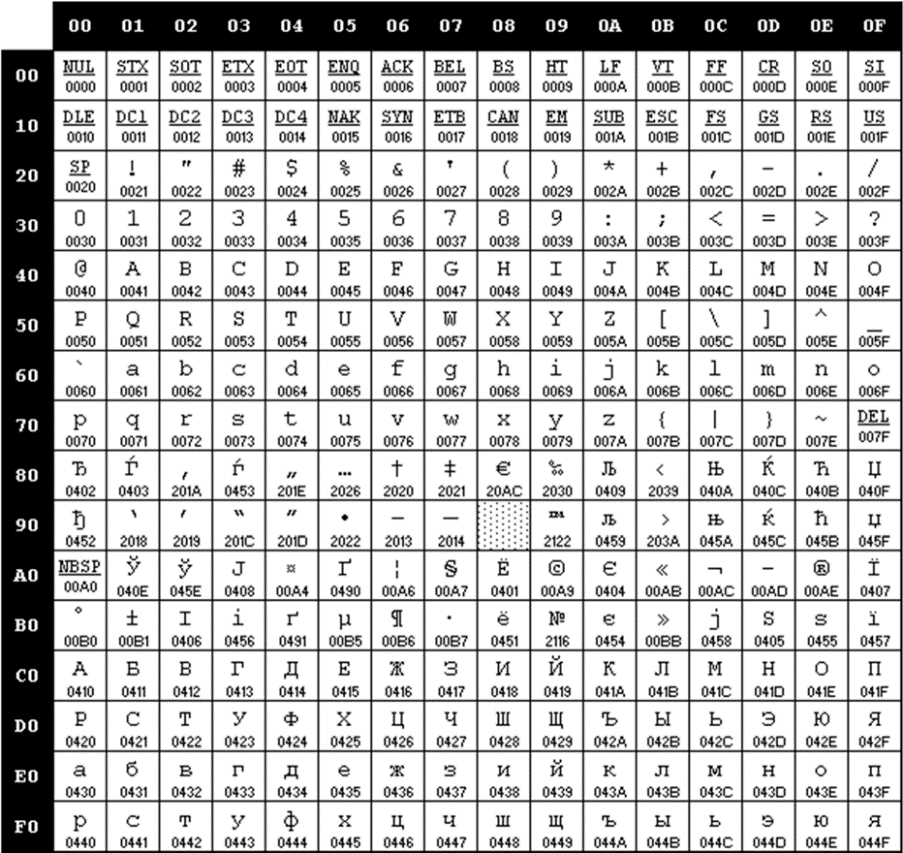 00 01 02 03 04 05 06 07 08 09 0A 0B 0C 0D 0E 0F
00 NUL STX SOT ETX EOT ENQ ACK BEL BS HT LF VT FF CR SO SI
0000 0001 0002 0003 0004 0005 0006 0007 0008 0009 000A 000B 000C 000D 000E 000F
10 DLE DC1 DC2 DC3 DC4 NAK SYN ETB CAN EM SUB ESC FS GS RS US
0010 0011 0012 0013 0014 0015 0016 0017 0018 0019 001A 001B 001C 001D 001E 001F
20 SP ! " # $ % & ' ( ) * + , - . /
0020 0021 0022 0023 0024 0025 0026 0027 0028 0029 002A 002B 002C 002D 002E 002F
30 0 1 2 3 4 5 6 7 8 9 : ; < = > ?
0030 0031 0032 0033 0034 0035 0036 0037 0038 0039 003A 003B 003C 003D 003E 003F
40 @ A B C D E F G H I J K L M N O
0040 0041 0042 0043 0044 0045 0046 0047 0048 0049 004A 004B 004C 004D 004E 004F
50 P Q R S T U V W X Y Z [ \ ] ^ _
0050 0051 0052 0053 0054 0055 0056 0057 0058 0059 005A 005B 005C 005D 005E 005F
60 ` a b c d e f g h i j k l m n o
0060 0061 0062 0063 0064 0065 0066 0067 0068 0069 006A 006B 006C 006D 006E 006F
70 p q r s t u v w x y z { | } ~ DEL
0070 0071 0072 0073 0074 0075 0076 0077 0078 0079 007A 007B 007C 007D 007E 007F
80 Ђ Ѓ ‚ ѓ „ … † ‡ € ‰ Љ ‹ Њ Ќ Ћ Џ
0402 0403 201A 0453 201E 2026 2020 2021 20AC 2030 0409 2039 040A 040C 040B 040F
90 ђ ‘ ’ “ ” • – — ™ љ › њ ќ ћ џ
0452 2018 2019 201C 201D 2022 2013 2014 2122 0459 203A 045A 045C 045B 045F
A0 NBSP Ў ў Ј ¤ Ґ ¦ § Ё © Є « ¬ - ® Ї
00A0 040E 045E 0408 00A4 0490 00A6 00A7 0401 00A9 0404 00AB 00AC 00AD 00AE 0407
B0 ° ± І і ґ µ ¶ · ё № є » ј Ѕ ѕ ї
00B0 00B1 0406 0456 0491 00B5 00B6 00B7 0451 2116 0454 00BB 0458 0405 0455 0457
C0 А Б В Г Д Е Ж З И Й К Л М Н О П
0410 0411 0412 0413 0414 0415 0416 0417 0418 0419 041A 041B 041C 041D 041E 041F
D0 Р С Т У Ф Х Ц Ч Ш Щ Ъ Ы Ь Э Ю Я
0420 0421 0422 0423 0424 0425 0426 0427 0428 0429 042A 042B 042C 042D 042E 042F
E0 а б в г д е ж з и й к л м н о п
0430 0431 0432 0433 0434 0435 0436 0437 0438 0439 043A 043B 043C 043D 043E 043F
F0 р с т у ф х ц ч ш щ ъ ы ь э ю я
0440 0441 0442 0443 0444 0445 0446 0447 0448 0449 044A 044B 044C 044D 044E 044F